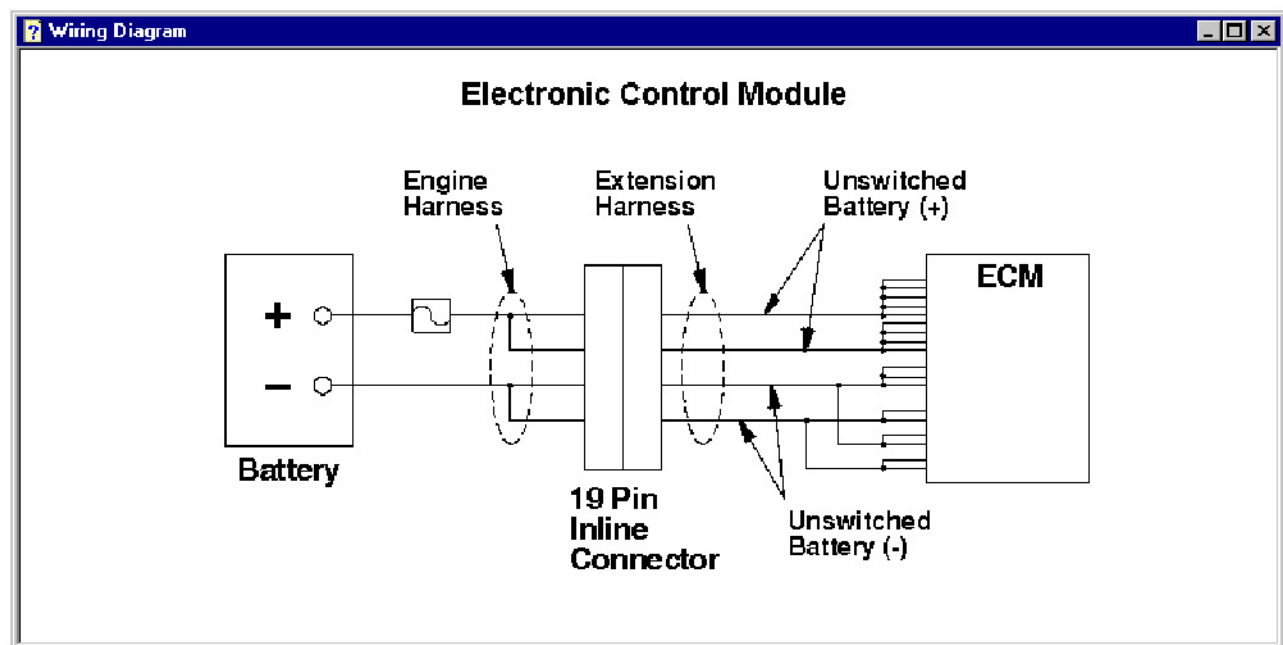 Wiring Diagram
Electronic Control Module
Engine
Harness
Extension
Harness
Unswitched
Battery (+)
ECM
+
−
Battery
19 Pin
Inline
Connector
Unswitched
Battery (-)